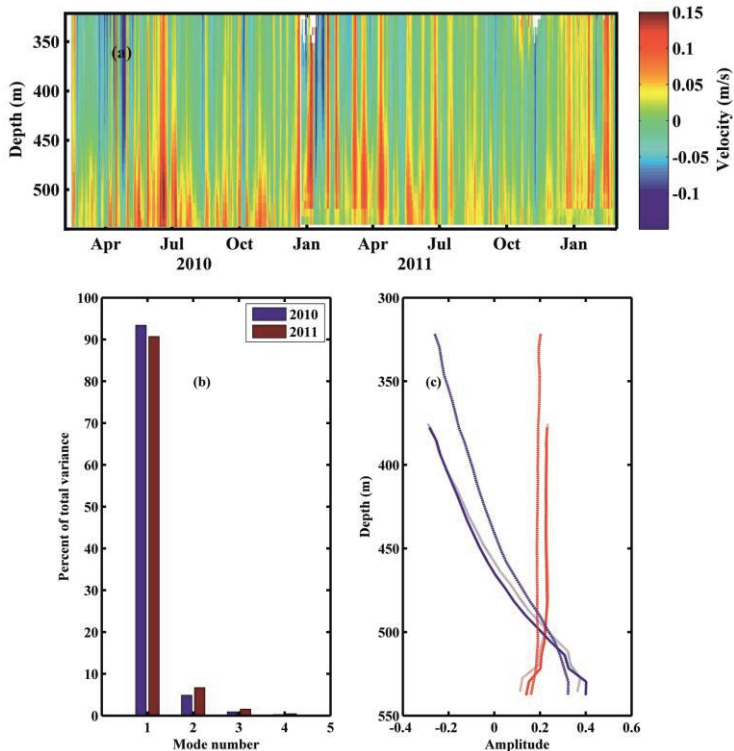 (a)
Depth (m)
350
400
450
500
Apr Jul Oct Jan Apr Jul Oct Jan
2010 2011
0.15
0.1
0.05
0
-0.05
-0.1
Velocity (m/s)
100
90
80
70
60
50
40
30
20
10
0
Percent of total variance
2010
2011
(b)
1 2 3 4 5
Mode number
300
350
400
450
500
550
Depth (m)
(c)
-0.4 -0.2 0 0.2 0.4 0.6
Amplitude